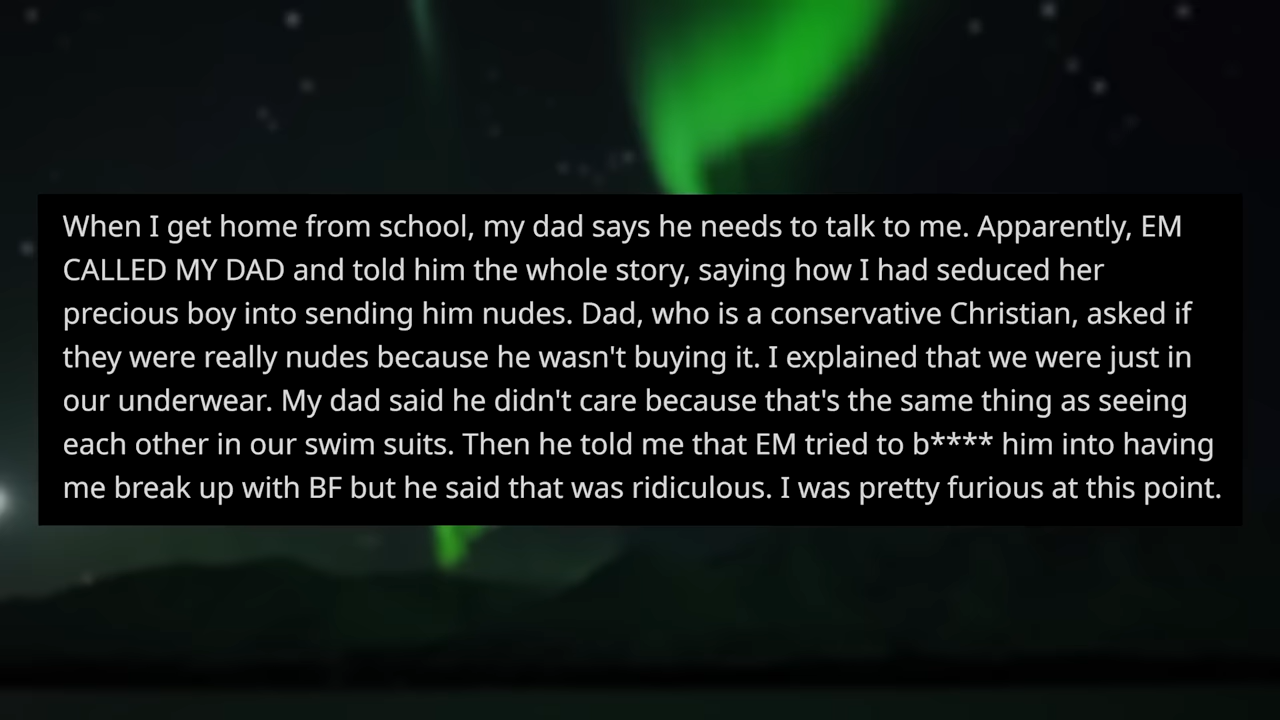 When I get home from school, my dad says he needs to talk to me. Apparently, EM
CALLED MY DAD and told him the whole story, saying how I had seduced her
precious boy into sending him nudes. Dad, who is a conservative Christian, asked if
they were really nudes because he wasn't buying it. I explained that we were just in
our underwear. My dad said he didn't care because that's the same thing as seeing
each other in our swim suits. Then he told me that EM tried to b**** him into having
me break up with BF but he said that was ridiculous. I was pretty furious at this point.